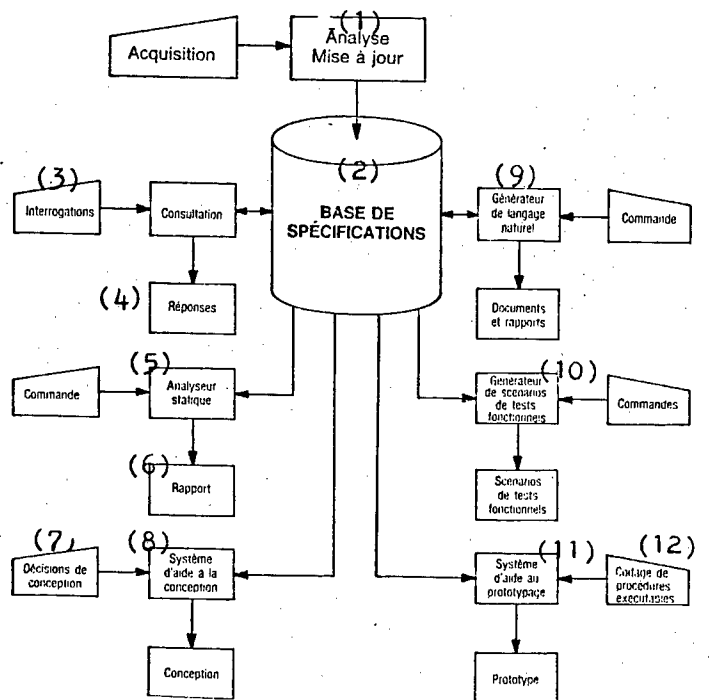 (1)
Acquisition
Analyse
Mise à jour
(2)
BASE DE
SPÉCIFICATIONS
(3)
Interrogations
Consultation
(4)
Réponses
(9)
Générateur
de langage
naturel
Commande
Documents
et rapports
(5)
Commande
Analyseur
statique
(6)
Rapport
(10)
Générateur
de scénarios
de tests
fonctionnels
Commandes
Scénarios
de tests
fonctionnels
(7)
Décisions de
conception
(8)
Système
d'aide à la
conception
Conception
(11)
Système
d'aide au
prototypage
(12)
Codage de
procédures
exécutables
Prototype